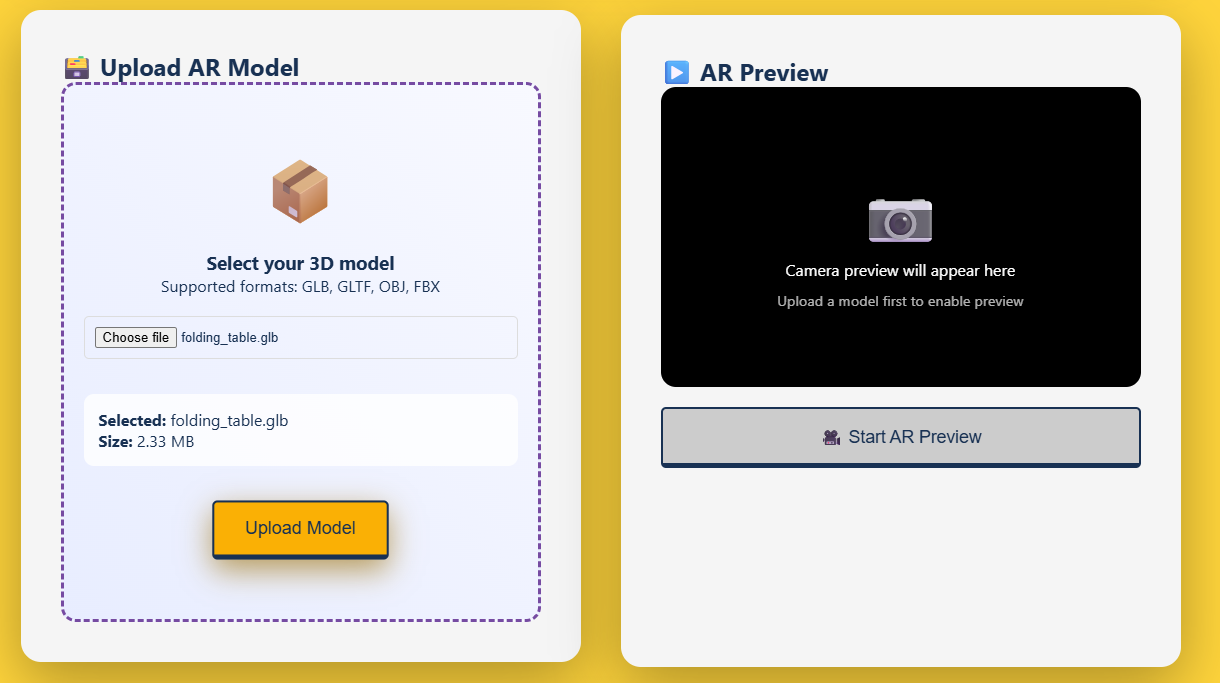 Upload AR Model
Select your 3D model
Supported formats: GLB, GLTF, OBJ, FBX
Choose file folding_table.glb
Selected: folding_table.glb
Size: 2.33 MB
Upload Model
AR Preview
Camera preview will appear here
Upload a model first to enable preview
Start AR Preview